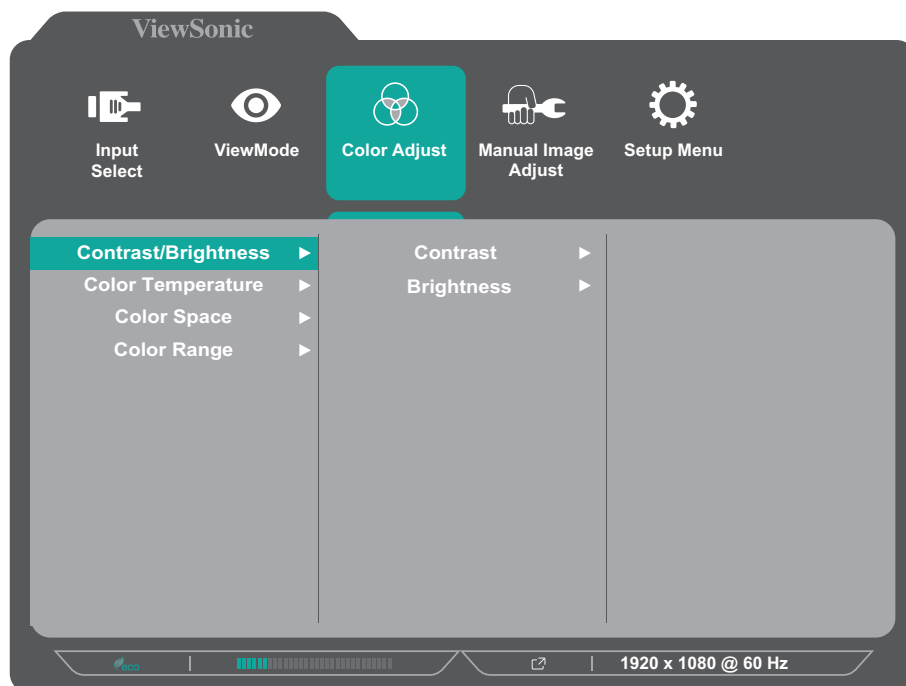 ViewSonic
Input Select
ViewMode
Color Adjust
Manual Image Adjust
Setup Menu
Contrast/Brightness
Color Temperature
Color Space
Color Range
Contrast
Brightness
eco
1920 x 1080 @ 60 Hz